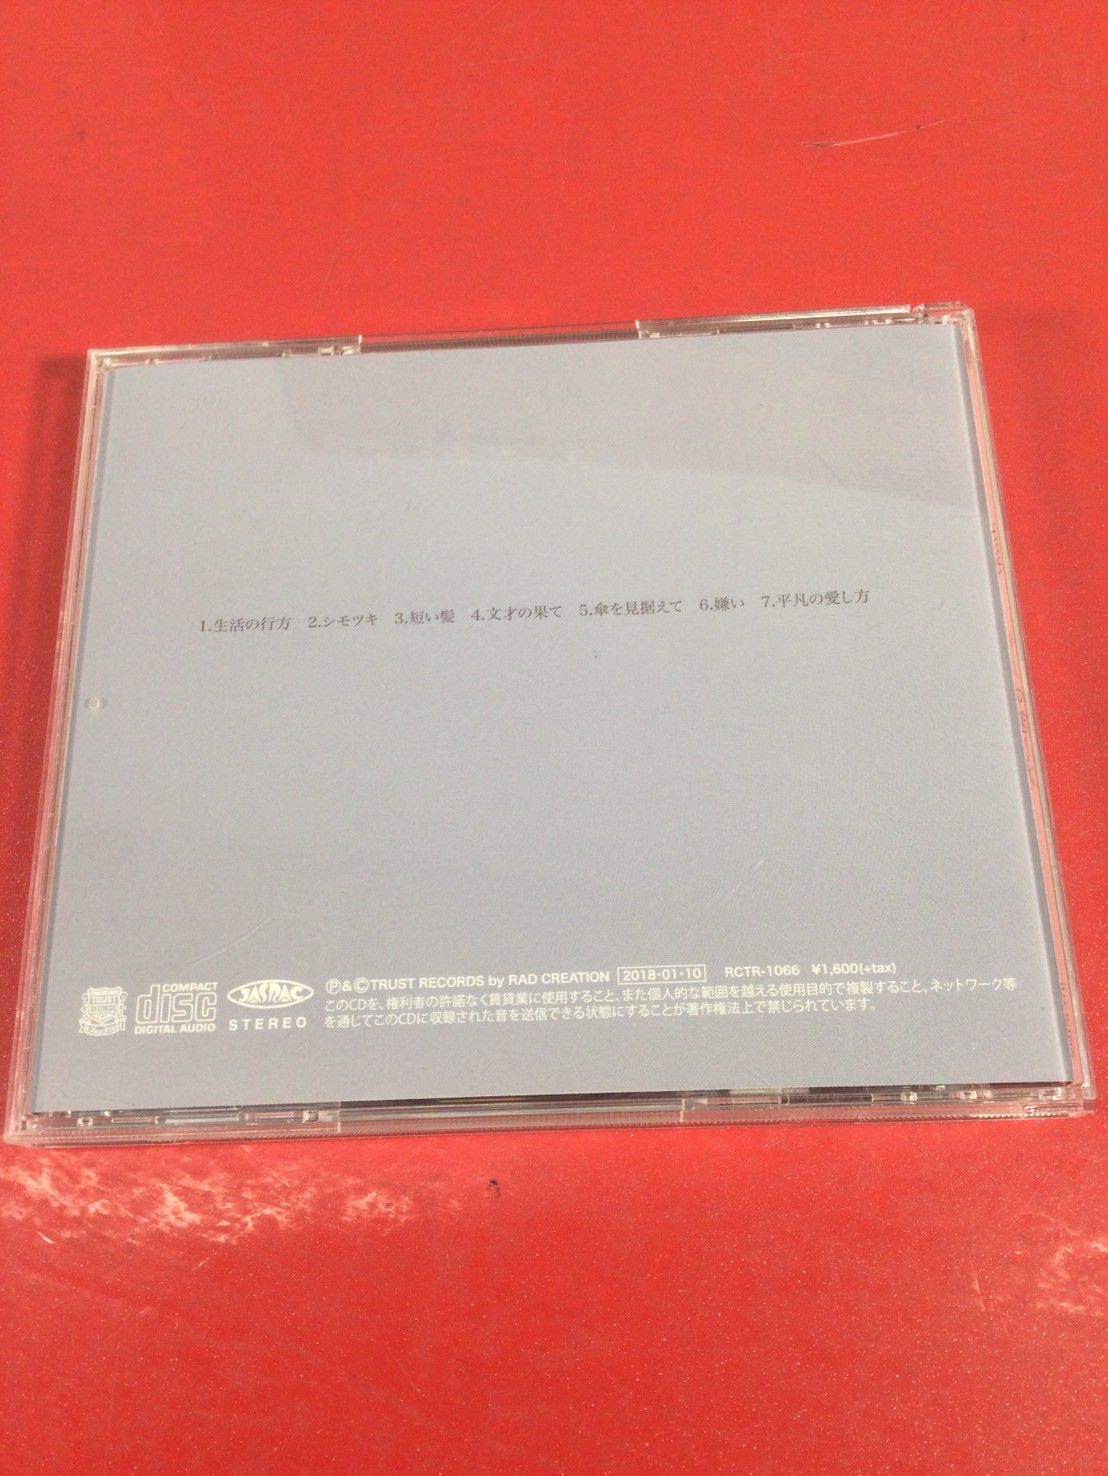 1.生活の行方　2.シモツキ　3.短い髪　4.文才の果て　5.傘を見据えて　6.嫌い　7.平凡の愛し方
TRUST
COMPACT
disc
DIGITAL AUDIO
JASRAC
STEREO
Ⓟ&©TRUST RECORDS by RAD CREATION 2018・01・10 RCTR-1066 ¥1,600(+tax)
このCDを、権利者の許諾なく賃貸業に使用すること、また個人的な範囲を越える使用目的で複製すること、ネットワーク等
を通じてこのCDに収録された音を送信できる状態にすることが著作権法上で禁じられています。